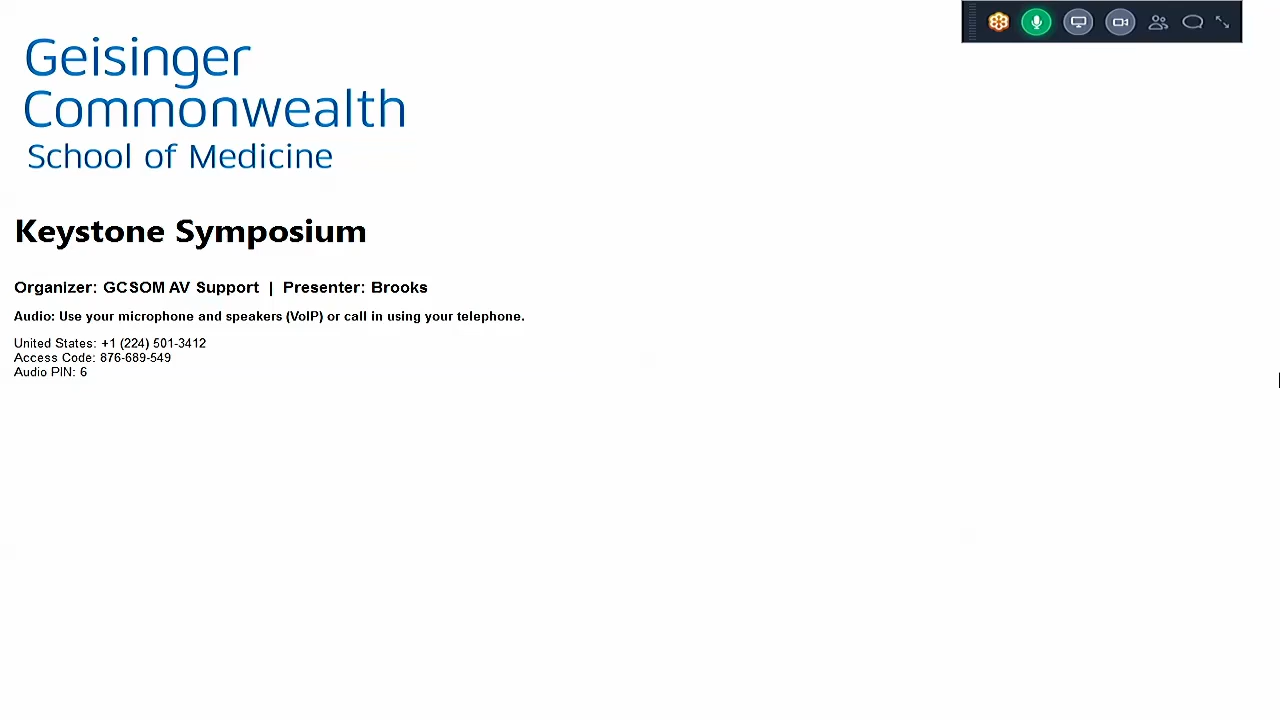 Geisinger
Commonwealth
School of Medicine
Keystone Symposium
Organizer: GCSOM AV Support | Presenter: Brooks
Audio: Use your microphone and speakers (VoIP) or call in using your telephone.
United States: +1 (224) 501-3412
Access Code: 876-689-549
Audio PIN: 6